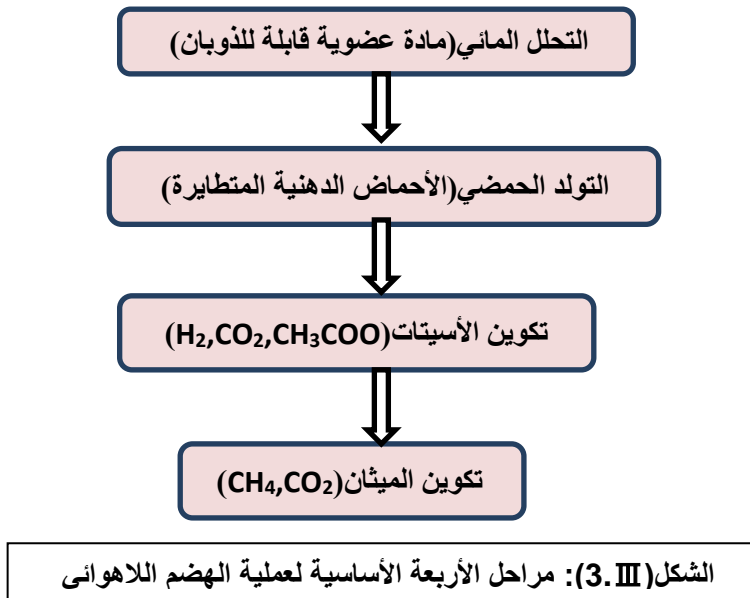 التحلل المائي(مادة عضوية قابلة للذوبان)
التولد الحمضي(الأحماض الدهنية المتطايرة)
تكوين الأسيتات(H₂,CO₂,CH₃COO)
تكوين الميثان(CH₄,CO₂)
الشكل(3.Ⅲ): مراحل الأربعة الأساسية لعملية الهضم اللاهوائي